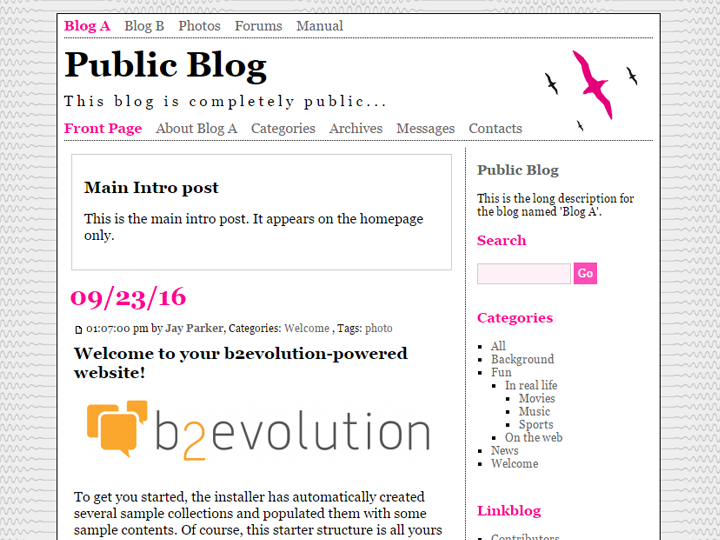 Blog A Blog B Photos Forums Manual
Public Blog
This blog is completely public...
Front Page About Blog A Categories Archives Messages Contacts
Main Intro post
This is the main intro post. It appears on the homepage
only.
09/23/16
01:07:00 pm by Jay Parker, Categories: Welcome , Tags: photo
Welcome to your b2evolution-powered
website!
b2evolution
To get you started, the installer has automatically created
several sample collections and populated them with some
sample contents. Of course, this starter structure is all yours
Public Blog
This is the long description for
the blog named 'Blog A'.
Search
Go
Categories
All
Background
Fun
In real life
Movies
Music
Sports
On the web
News
Welcome
Linkblog
Contributors